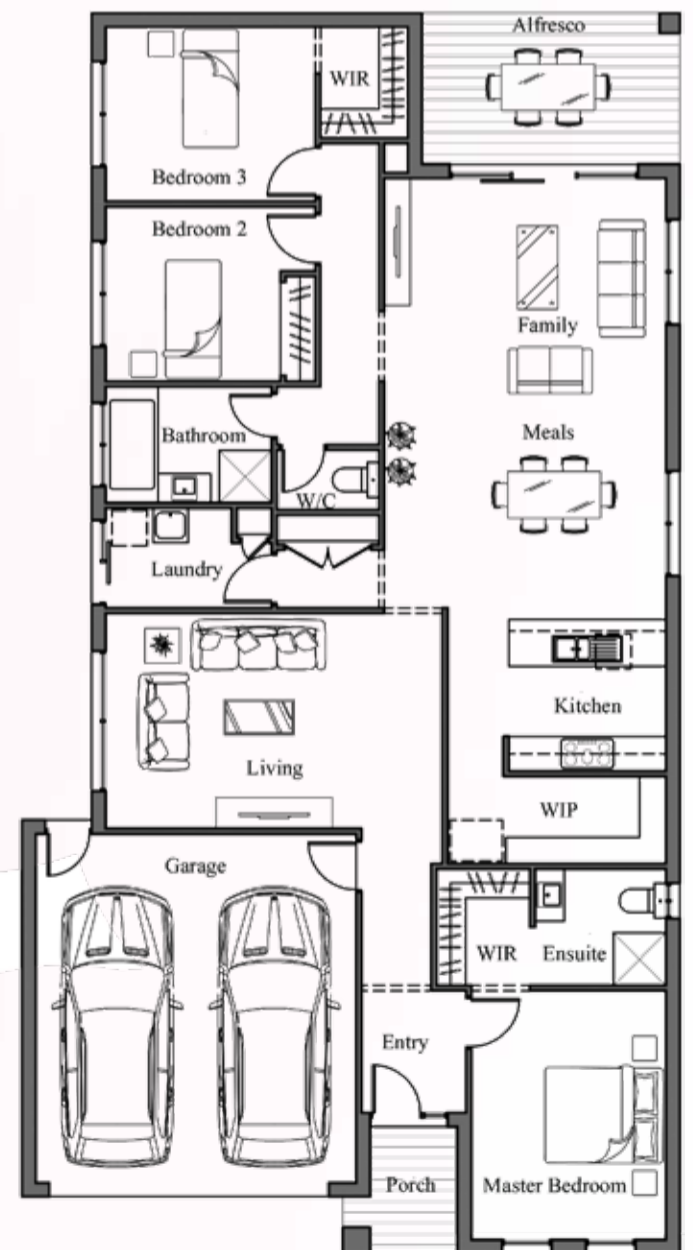 Alfresco
WIR
Bedroom 3
Bedroom 2
Family
Bathroom
Meals
W/C
Laundry
Kitchen
Living
WIP
Garage
WIR
Ensuite
Entry
Porch
Master Bedroom